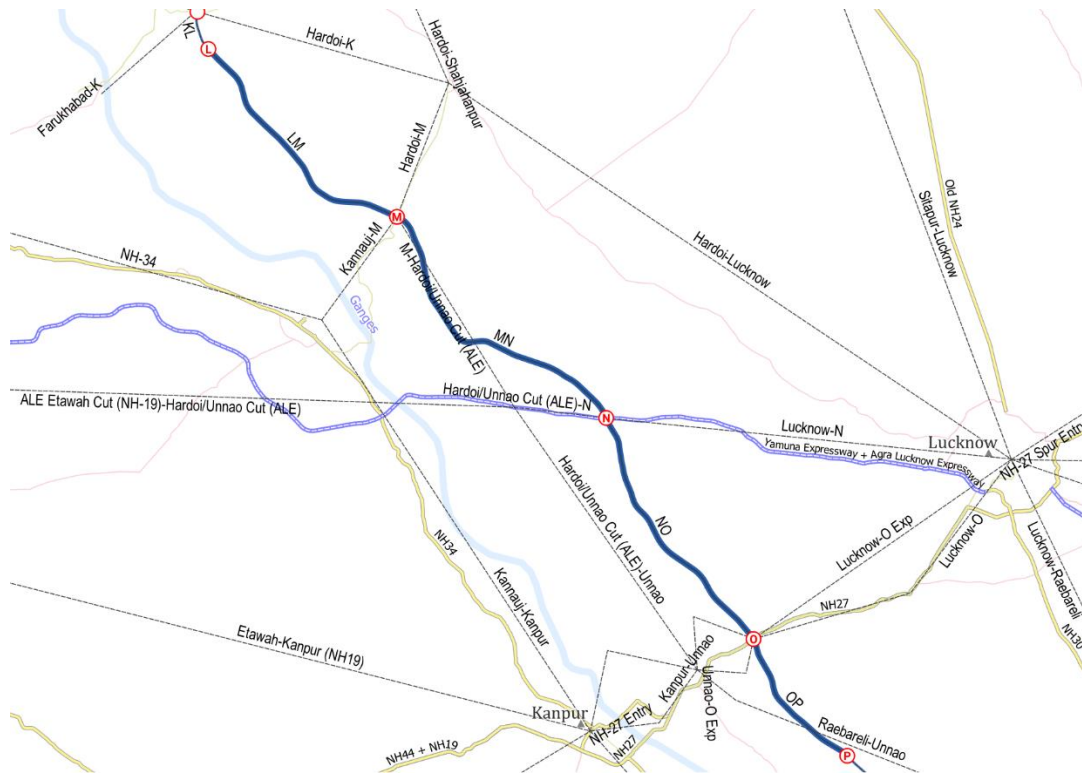 KL
Hardoi-K
L
Hardoi-Shahjahanpur
Farukhabad-K
LM
Hardoi-M
Old NH24
M
Sitapur-Lucknow
Kannauj-M
NH-34
M-Hardoi/Unnao Cut (ALE)
Hardoi-Lucknow
Ganges
MN
Hardoi/Unnao Cut (ALE)-N
ALE Etawah Cut (NH-19)-Hardoi/Unnao Cut (ALE)
N
Lucknow-N
Lucknow
NH-27 Spur Entry
Yamuna Expressway + Agra Lucknow Expressway
Hardoi/Unnao Cut (ALE)-Unnao
NO
Lucknow-O Exp
Lucknow-O
NH34
Kannauj-Kanpur
Lucknow-Raebareli
NH27
NH30
Etawah-Kanpur (NH19)
O
Kanpur-Unnao
Unnao-O Exp
OP
Kanpur
NH-27 Entry
Raebareli-Unnao
NH44 + NH19
NH27
P